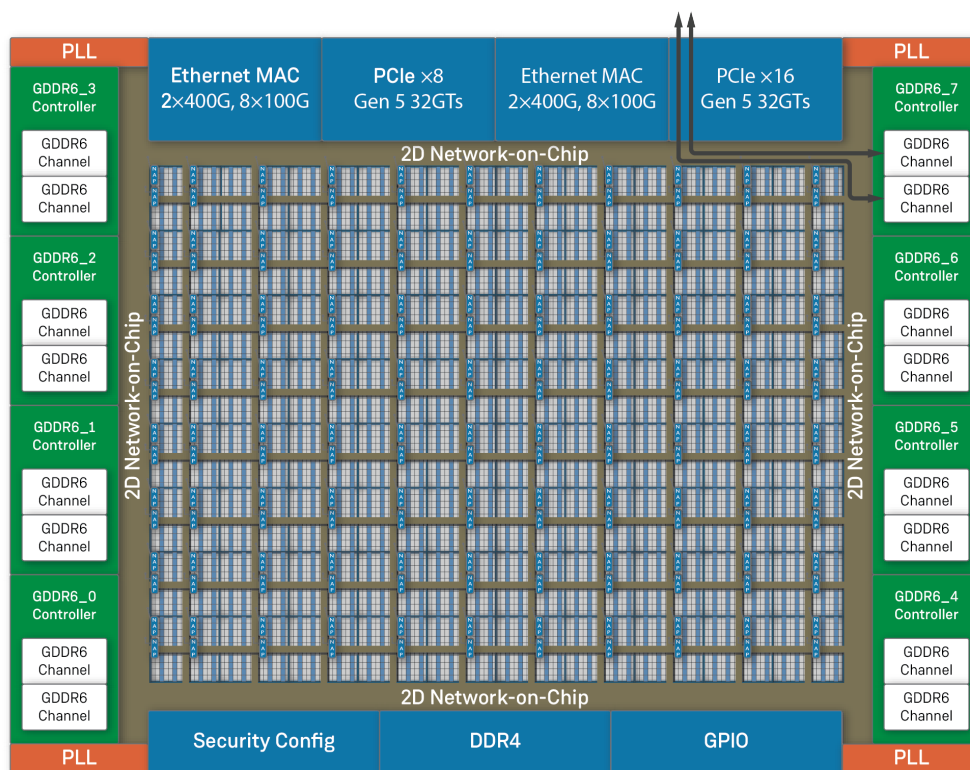 PLL
Ethernet MAC
2×400G, 8×100G
PCIe ×8
Gen 5 32GTs
Ethernet MAC
2×400G, 8×100G
PCIe ×16
Gen 5 32GTs
PLL
GDDR6_3
Controller
GDDR6
Channel
GDDR6
Channel
GDDR6_2
Controller
GDDR6
Channel
GDDR6
Channel
GDDR6_1
Controller
GDDR6
Channel
GDDR6
Channel
GDDR6_0
Controller
GDDR6
Channel
GDDR6
Channel
PLL
2D Network-on-Chip
2D Network-on-Chip
NAP
2D Network-on-Chip
2D Network-on-Chip
GDDR6_7
Controller
GDDR6
Channel
GDDR6
Channel
GDDR6_6
Controller
GDDR6
Channel
GDDR6
Channel
GDDR6_5
Controller
GDDR6
Channel
GDDR6
Channel
GDDR6_4
Controller
GDDR6
Channel
GDDR6
Channel
Security Config
DDR4
GPIO
PLL